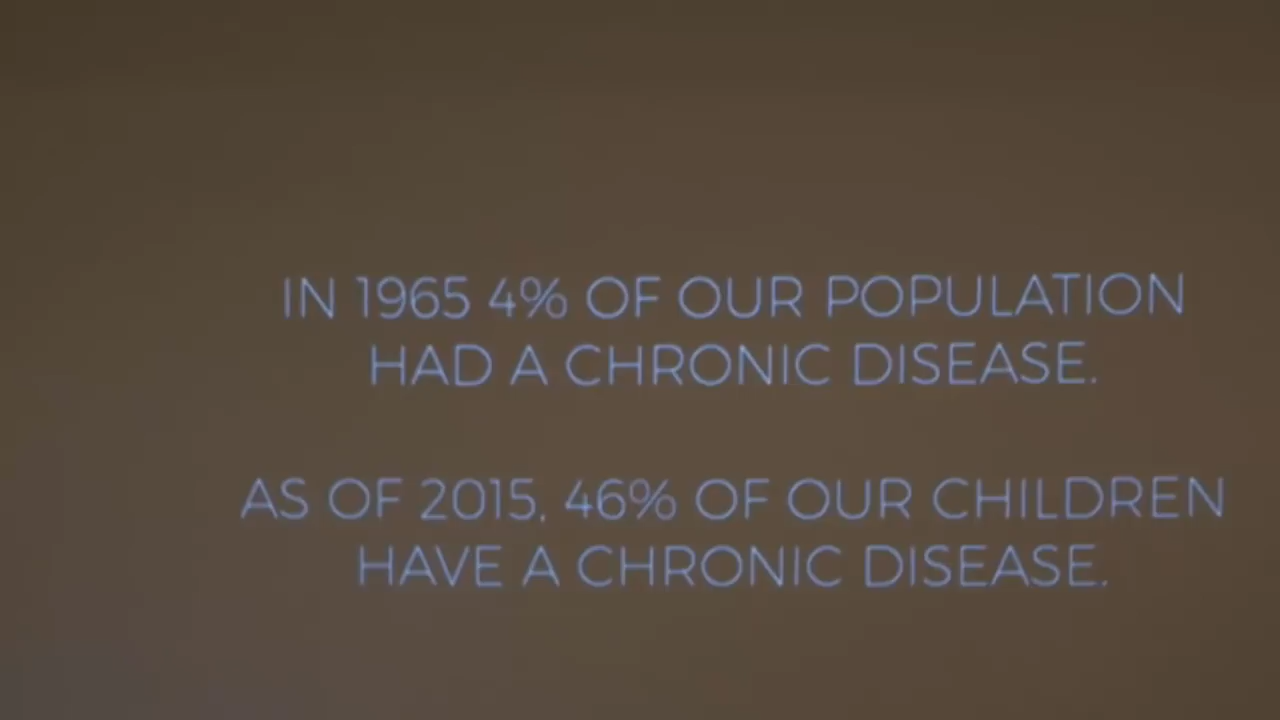 IN 1965 4% OF OUR POPULATION
HAD A CHRONIC DISEASE.
AS OF 2015, 46% OF OUR CHILDREN
HAVE A CHRONIC DISEASE.